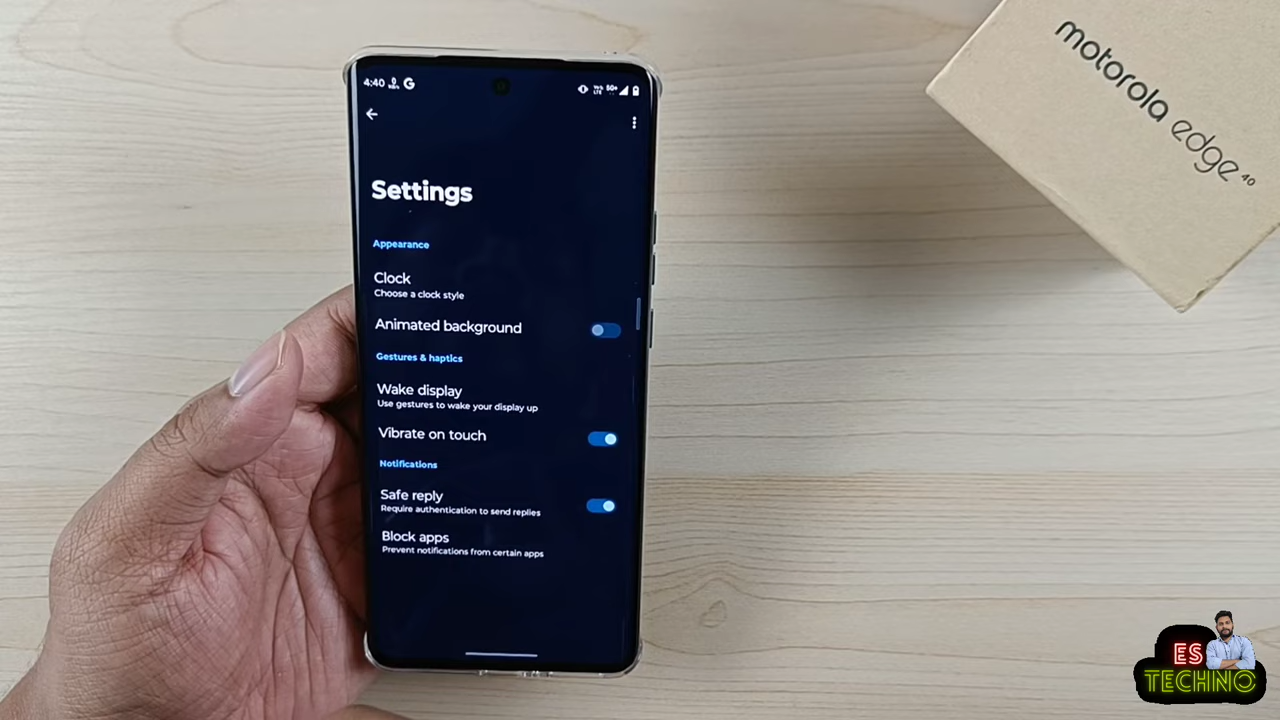 4:40
G
5G+
Settings
Appearance
Clock
Choose a clock style
Animated background
Gestures & haptics
Wake display
Use gestures to wake your display up
Vibrate on touch
Notifications
Safe reply
Require authentication to send replies
Block apps
Prevent notifications from certain apps
motorola edge 40
ES
TECHNO